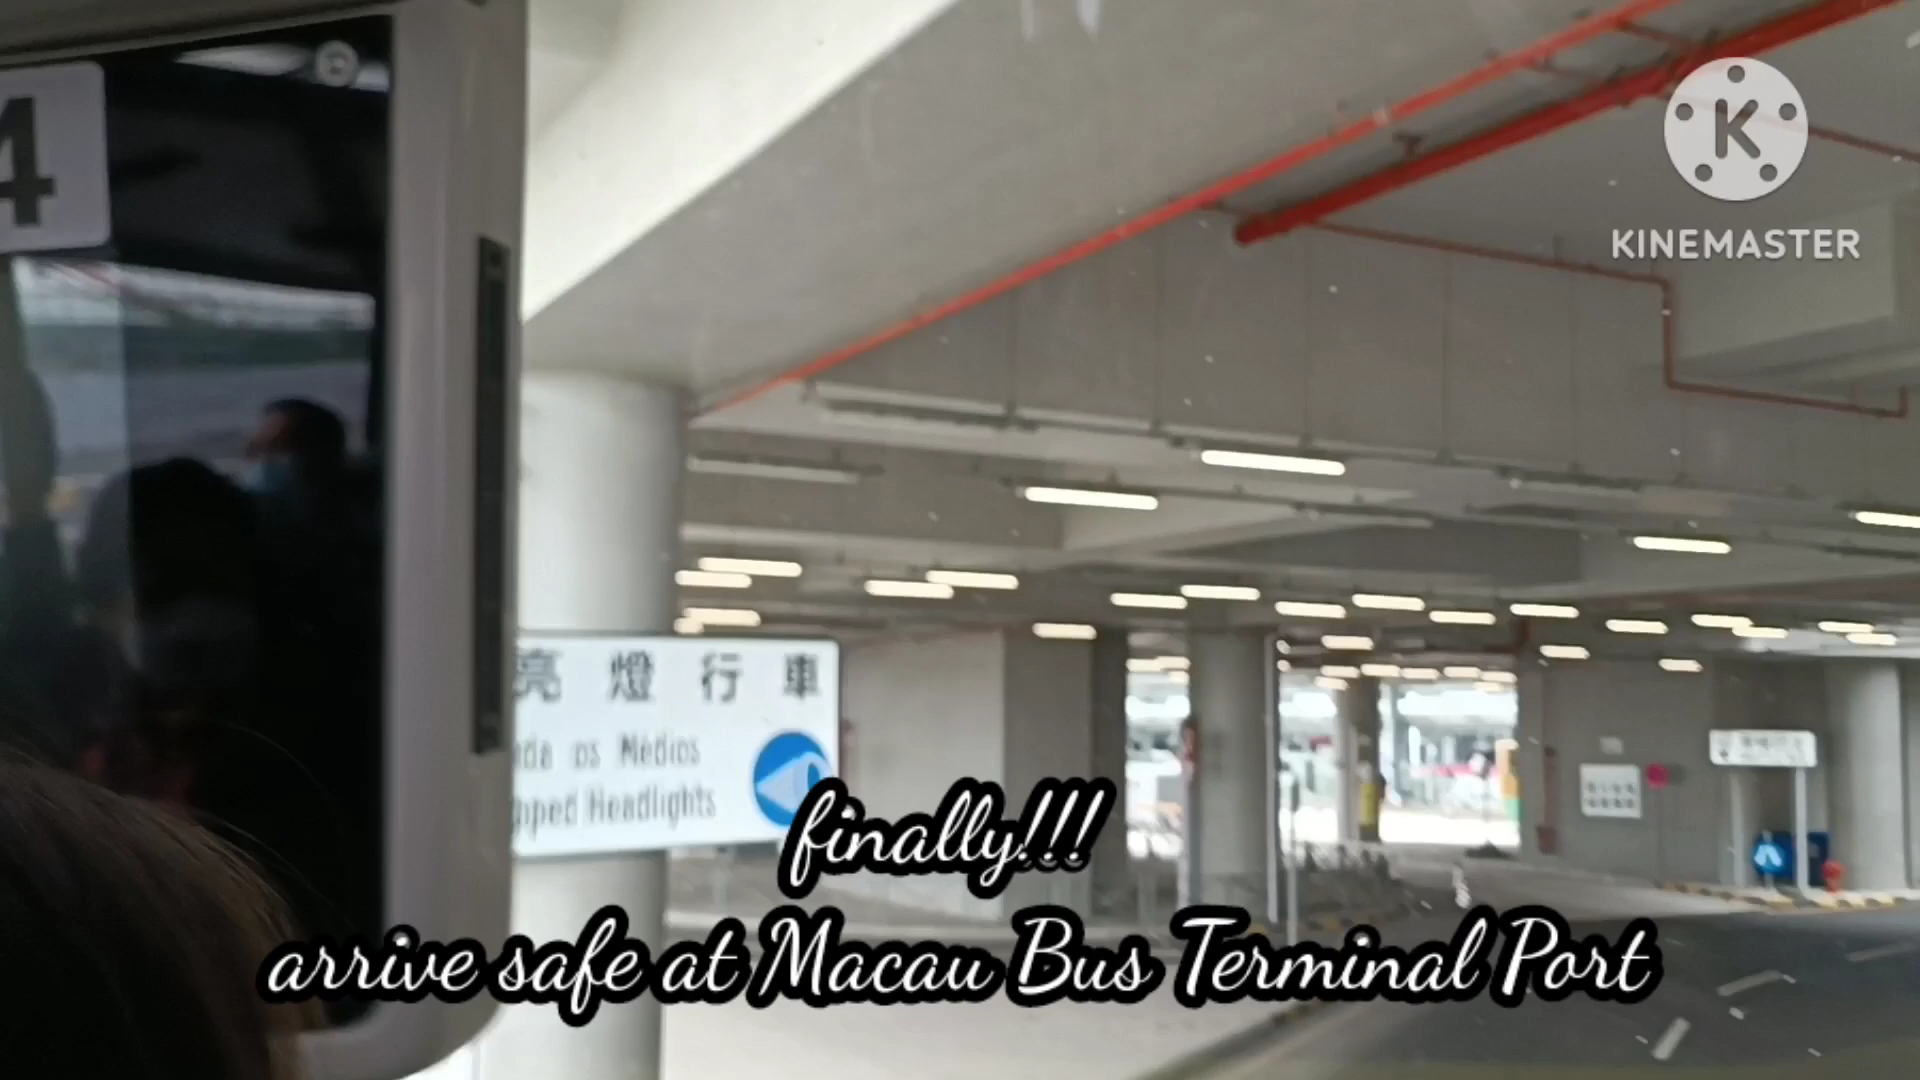 4
K
KINEMASTER
亮燈行車
os Médios
Headlights
finally!!!
arrive safe at Macau Bus Terminal Port